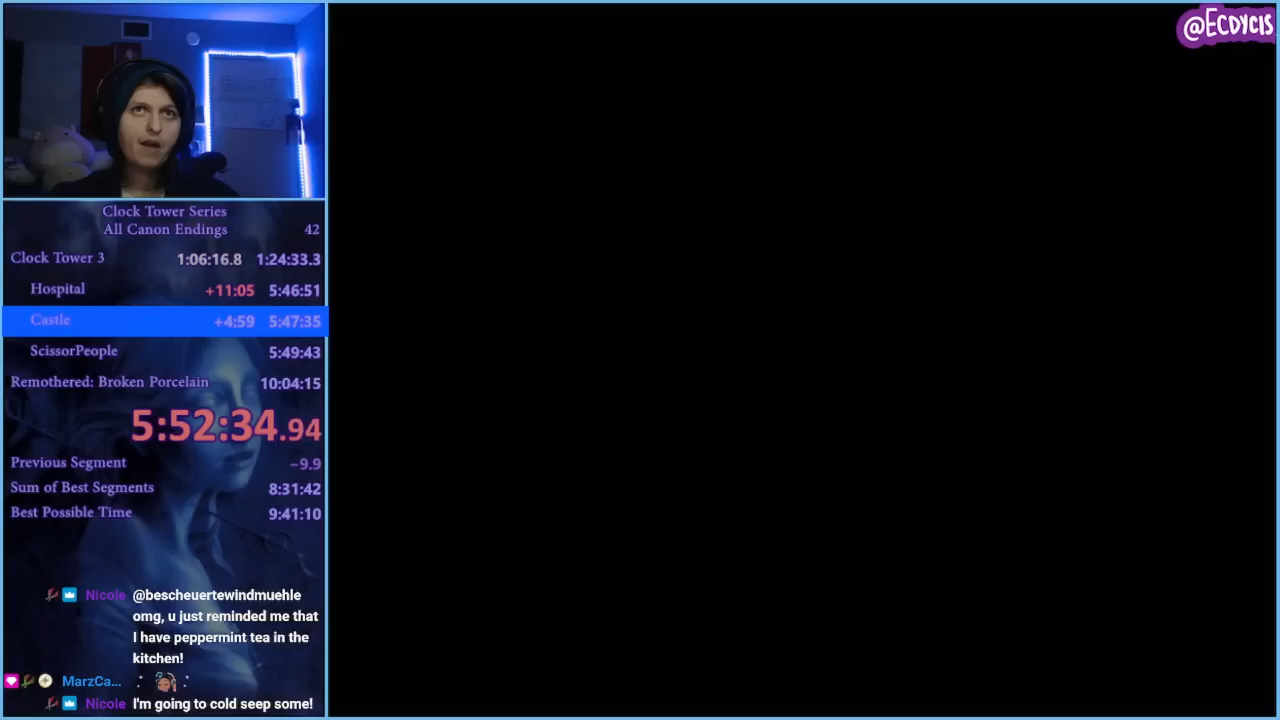 @ECDYCIS
Clock Tower Series
All Canon Endings 42
Clock Tower 3 1:06:16.8 1:24:33.3
Hospital +11:05 5:46:51
Castle +4:59 5:47:35
ScissorPeople 5:49:43
Remothered: Broken Porcelain 10:04:15
5:52:34.94
Previous Segment −9.9
Sum of Best Segments 8:31:42
Best Possible Time 9:41:10
Nicole @bescheuertewindmuehle
omg, u just reminded me that
I have peppermint tea in the
kitchen!
MarzCa...
Nicole I'm going to cold seep some!